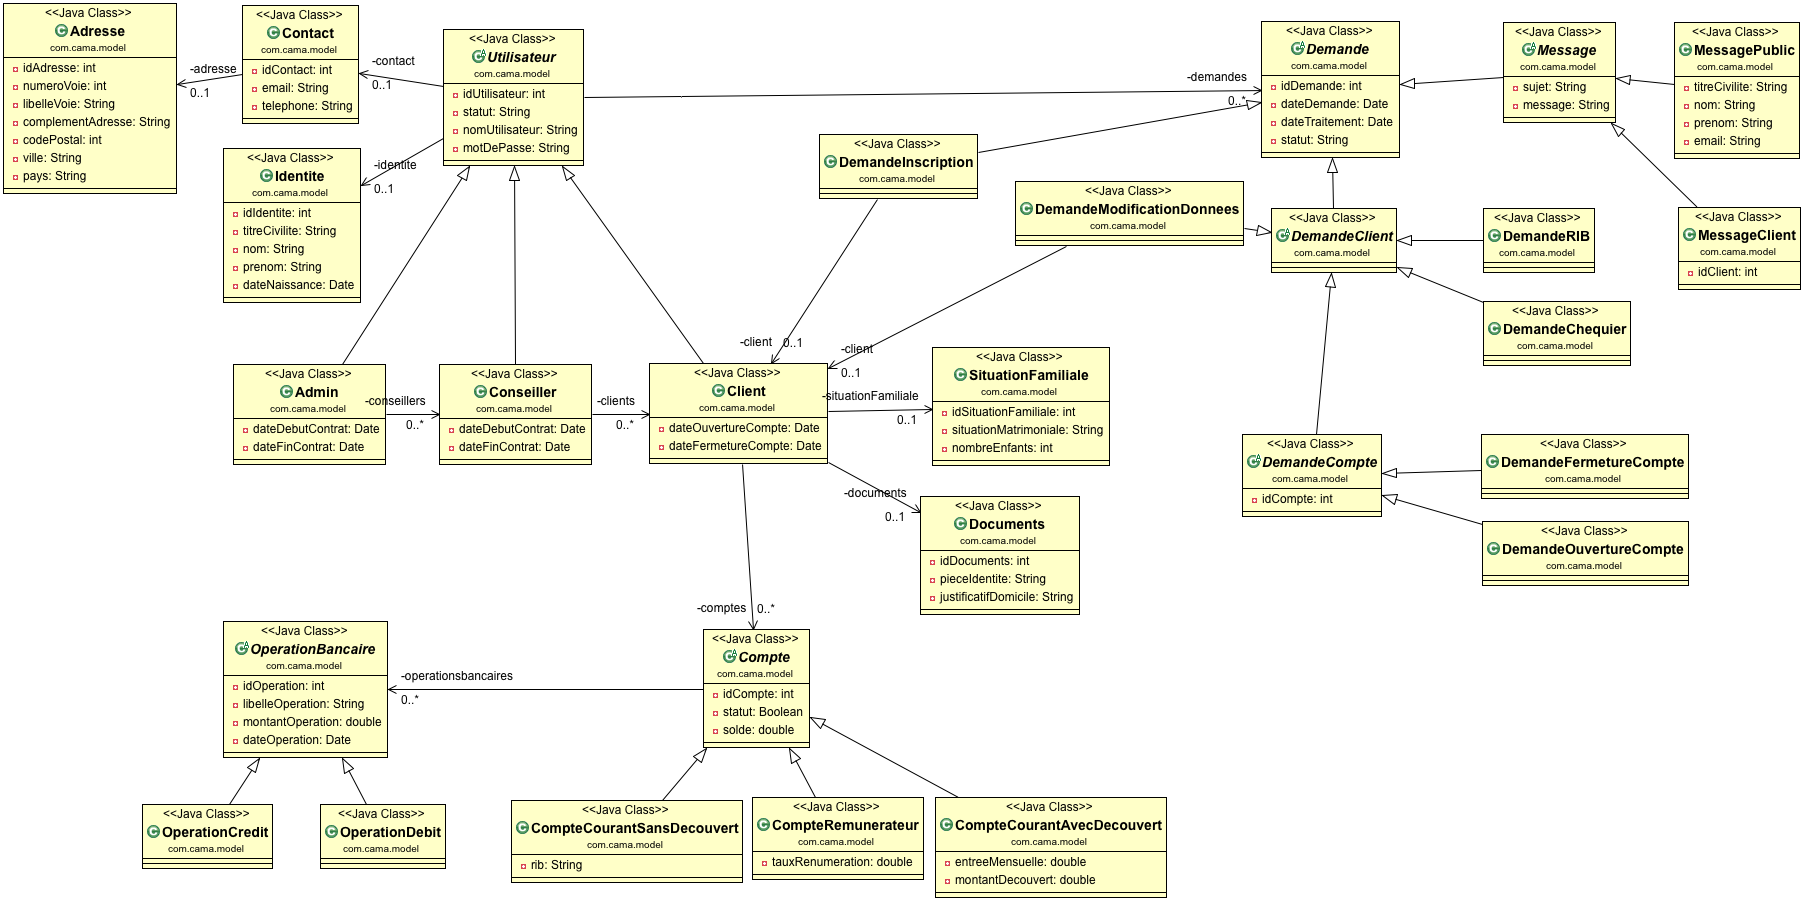 <<Java Class>>
Adresse
com.cama.model
idAdresse: int
numeroVoie: int
libelleVoie: String
complementAdresse: String
codePostal: int
ville: String
pays: String
-adresse
0..1
<<Java Class>>
Contact
com.cama.model
idContact: int
email: String
telephone: String
-contact
0..1
<<Java Class>>
Utilisateur
com.cama.model
idUtilisateur: int
statut: String
nomUtilisateur: String
motDePasse: String
-identite
0..1
<<Java Class>>
Identite
com.cama.model
idIdentite: int
titreCivilite: String
nom: String
prenom: String
dateNaissance: Date
-demandes
0..*
<<Java Class>>
Demande
com.cama.model
idDemande: int
dateDemande: Date
dateTraitement: Date
statut: String
<<Java Class>>
Message
com.cama.model
sujet: String
message: String
<<Java Class>>
MessagePublic
com.cama.model
titreCivilite: String
nom: String
prenom: String
email: String
<<Java Class>>
DemandeInscription
com.cama.model
<<Java Class>>
DemandeModificationDonnees
com.cama.model
<<Java Class>>
DemandeClient
com.cama.model
<<Java Class>>
DemandeRIB
com.cama.model
<<Java Class>>
MessageClient
com.cama.model
idClient: int
<<Java Class>>
DemandeChequier
com.cama.model
-client
0..1
-client
0..1
<<Java Class>>
Admin
com.cama.model
dateDebutContrat: Date
dateFinContrat: Date
-conseillers
0..*
<<Java Class>>
Conseiller
com.cama.model
dateDebutContrat: Date
dateFinContrat: Date
-clients
0..*
<<Java Class>>
Client
com.cama.model
dateOuvertureCompte: Date
dateFermetureCompte: Date
-situationFamiliale
0..1
<<Java Class>>
SituationFamiliale
com.cama.model
idSituationFamiliale: int
situationMatrimoniale: String
nombreEnfants: int
-documents
0..1
<<Java Class>>
Documents
com.cama.model
idDocuments: int
pieceIdentite: String
justificatifDomicile: String
<<Java Class>>
DemandeCompte
com.cama.model
idCompte: int
<<Java Class>>
DemandeFermetureCompte
com.cama.model
<<Java Class>>
DemandeOuvertureCompte
com.cama.model
-comptes
0..*
<<Java Class>>
OperationBancaire
com.cama.model
idOperation: int
libelleOperation: String
montantOperation: double
dateOperation: Date
-operationsbancaires
0..*
<<Java Class>>
Compte
com.cama.model
idCompte: int
statut: Boolean
solde: double
<<Java Class>>
OperationCredit
com.cama.model
<<Java Class>>
OperationDebit
com.cama.model
<<Java Class>>
CompteCourantSansDecouvert
com.cama.model
rib: String
<<Java Class>>
CompteRemunerateur
com.cama.model
tauxRenumeration: double
<<Java Class>>
CompteCourantAvecDecouvert
com.cama.model
entreeMensuelle: double
montantDecouvert: double